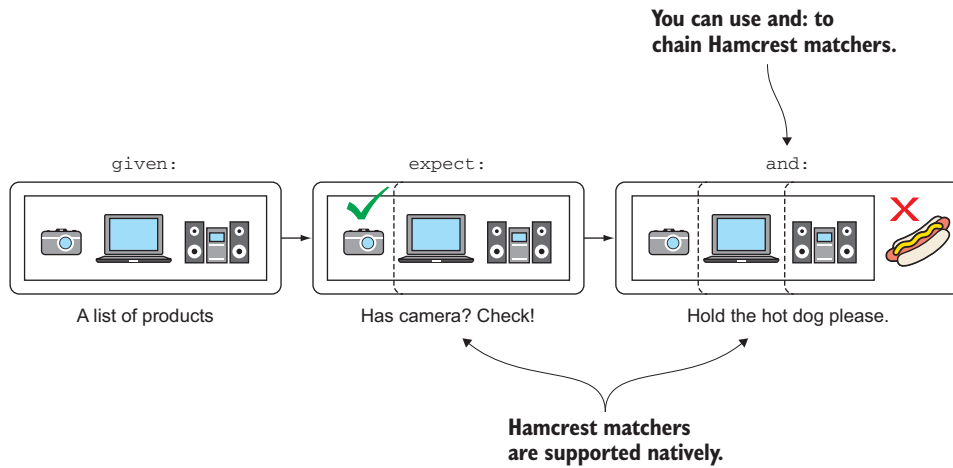 You can use and: to
chain Hamcrest matchers.
given:
expect:
and:
A list of products
Has camera? Check!
Hold the hot dog please.
Hamcrest matchers
are supported natively.